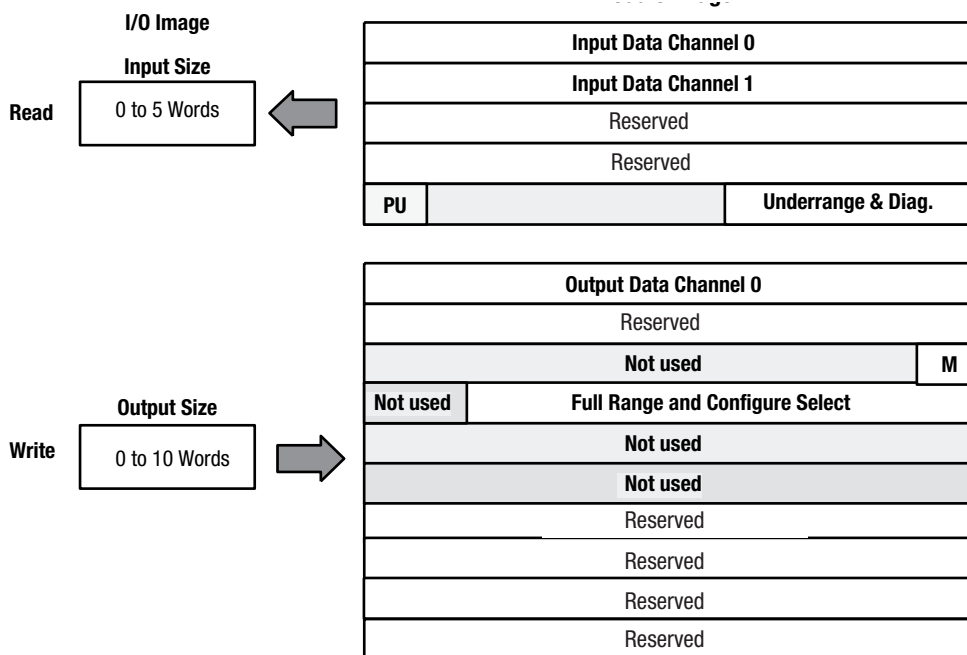 I/O Image
Input Size
Read
0 to 5 Words
Input Data Channel 0
Input Data Channel 1
Reserved
Reserved
PU
Underrange & Diag.
Output Size
Write
0 to 10 Words
Output Data Channel 0
Reserved
Not used
M
Not used
Full Range and Configure Select
Not used
Not used
Reserved
Reserved
Reserved
Reserved